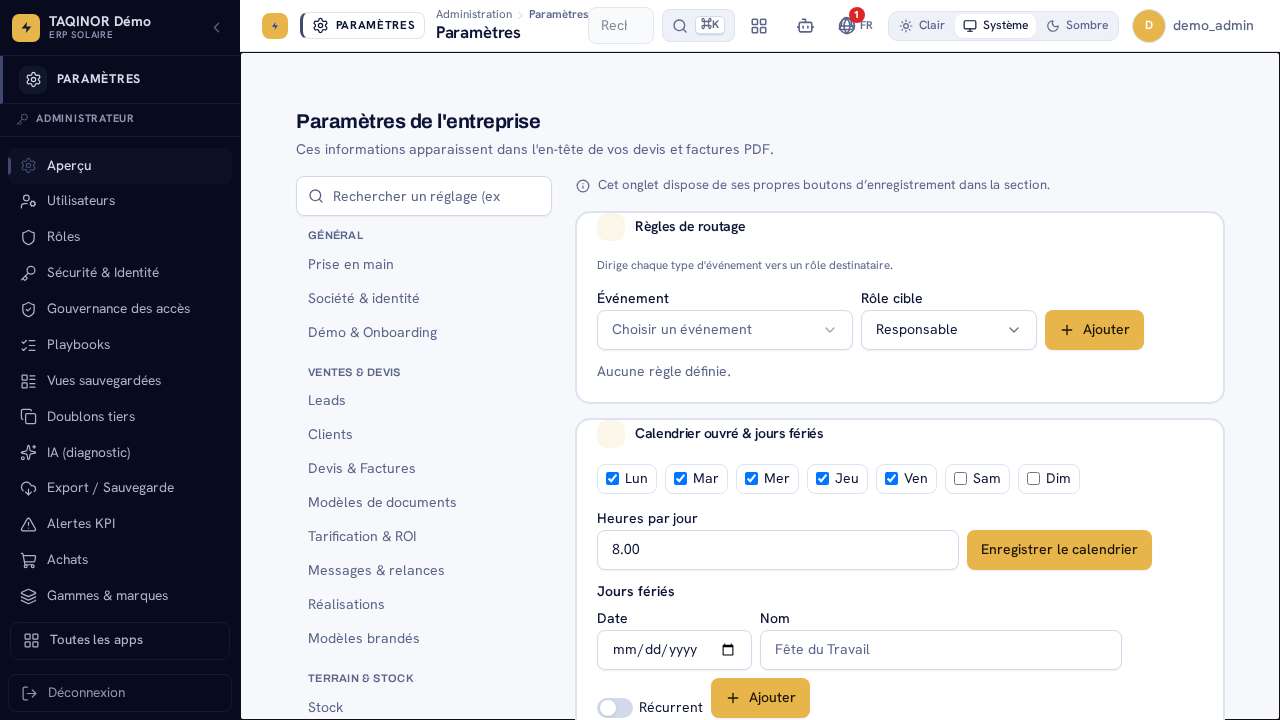 TAQINOR Démo
ERP SOLAIRE
PARAMÈTRES
ADMINISTRATEUR
Aperçu
Utilisateurs
Rôles
Sécurité & Identité
Gouvernance des accès
Playbooks
Vues sauvegardées
Doublons tiers
IA (diagnostic)
Export / Sauvegarde
Alertes KPI
Achats
Gammes & marques
Toutes les apps
Déconnexion
PARAMÈTRES
Administration
Paramètres
Paramètres
⌘K
1
FR
Clair
Système
Sombre
D
demo_admin
Paramètres de l'entreprise
Ces informations apparaissent dans l'en-tête de vos devis et factures PDF.
Rechercher un réglage (ex
GÉNÉRAL
Prise en main
Société & identité
Démo & Onboarding
VENTES & DEVIS
Leads
Clients
Devis & Factures
Modèles de documents
Tarification & ROI
Messages & relances
Réalisations
Modèles brandés
TERRAIN & STOCK
Stock
Cet onglet dispose de ses propres boutons d’enregistrement dans la section.
Règles de routage
Dirige chaque type d'événement vers un rôle destinataire.
Événement
Rôle cible
Choisir un événement
Responsable
Ajouter
Aucune règle définie.
Calendrier ouvré & jours fériés
Lun
Mar
Mer
Jeu
Ven
Sam
Dim
Heures par jour
8.00
Enregistrer le calendrier
Jours fériés
Date
Nom
mm/dd/yyyy
Fête du Travail
Récurrent
Ajouter